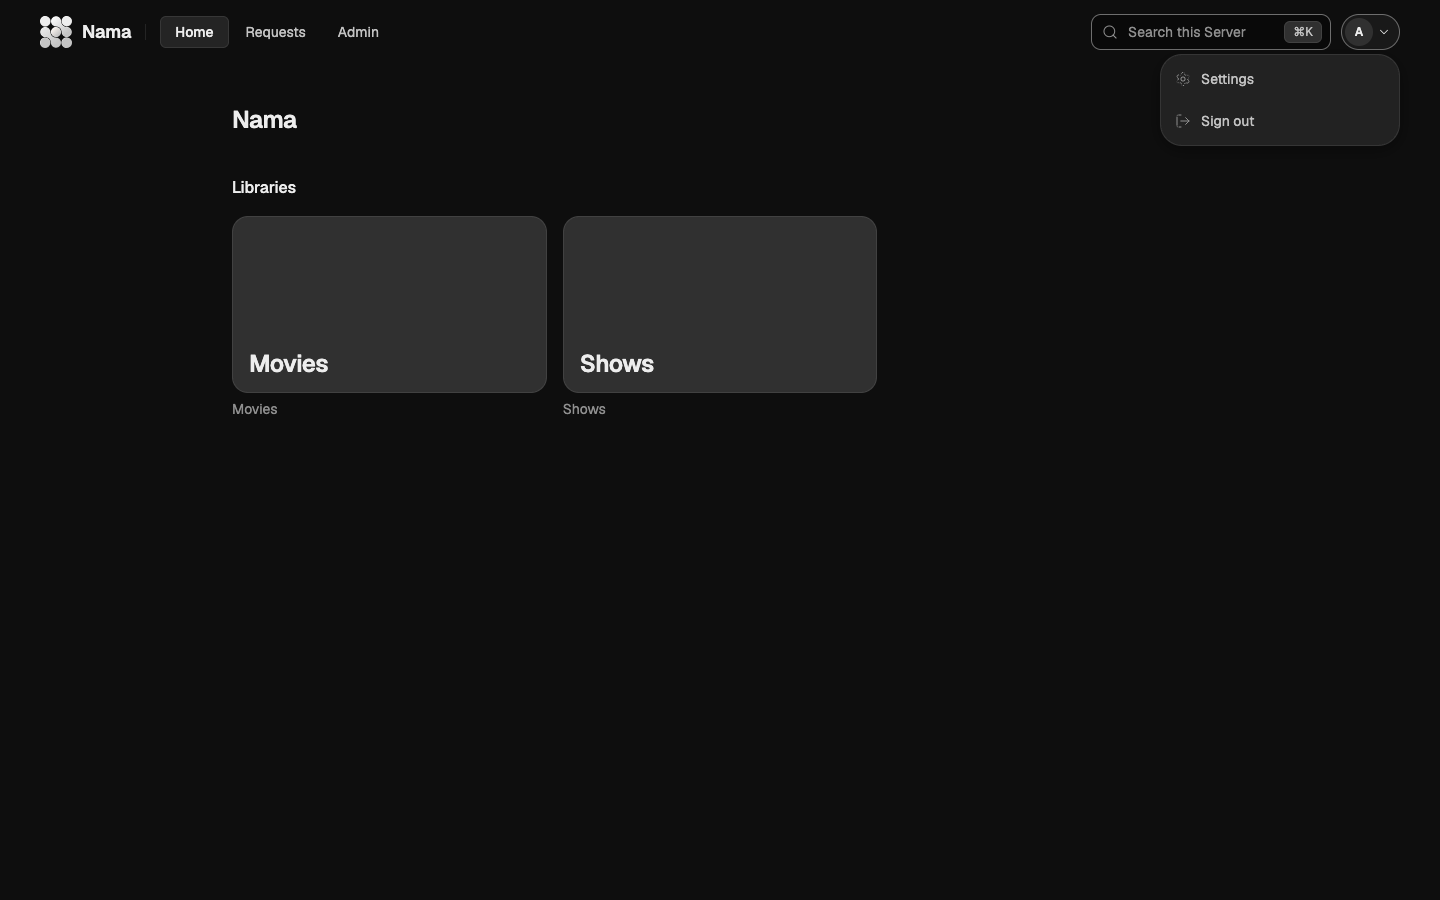 Nama
Home
Requests
Admin
Search this Server
⌘K
A
Settings
Sign out
Nama
Libraries
Movies
Shows
Movies
Shows